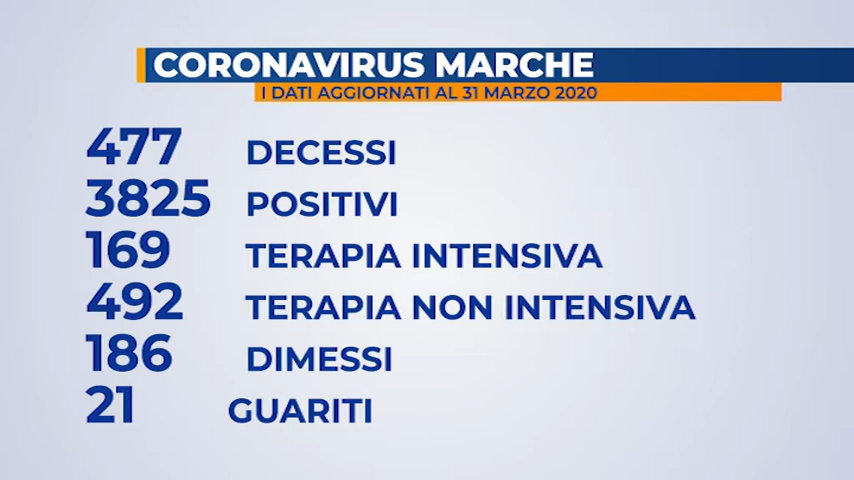 CORONAVIRUS MARCHE
I DATI AGGIORNATI AL 31 MARZO 2020
477 DECESSI
3825 POSITIVI
169 TERAPIA INTENSIVA
492 TERAPIA NON INTENSIVA
186 DIMESSI
21 GUARITI